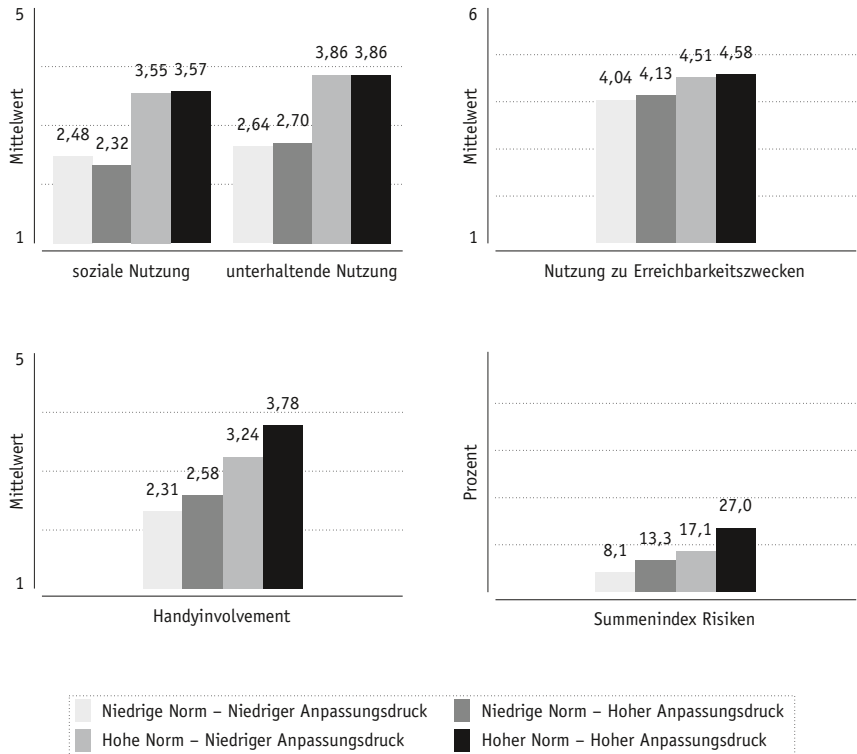 5
3,55 3,57
3,86 3,86
2,48 2,32
2,64 2,70
Mittelwert
1
soziale Nutzung unterhaltende Nutzung
6
4,04 4,13 4,51 4,58
Mittelwert
1
Nutzung zu Erreichbarkeitszwecken
5
3,78
3,24
2,58
2,31
Mittelwert
1
Handyinvolvement
Prozent
27,0
17,1
13,3
8,1
Summenindex Risiken
Niedrige Norm – Niedriger Anpassungsdruck
Niedrige Norm – Hoher Anpassungsdruck
Hohe Norm – Niedriger Anpassungsdruck
Hoher Norm – Hoher Anpassungsdruck